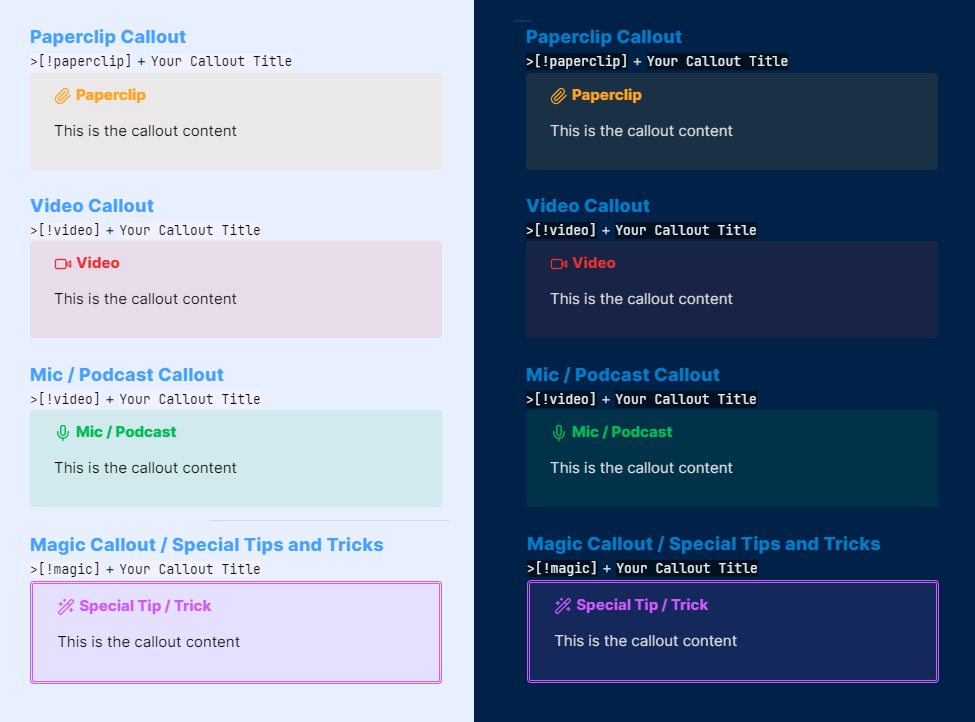 Paperclip Callout
>[!paperclip] + Your Callout Title
Paperclip
This is the callout content
Video Callout
>[!video] + Your Callout Title
Video
This is the callout content
Mic / Podcast Callout
>[!video] + Your Callout Title
Mic / Podcast
This is the callout content
Magic Callout / Special Tips and Tricks
>[!magic] + Your Callout Title
Special Tip / Trick
This is the callout content
Paperclip Callout
>[!paperclip] + Your Callout Title
Paperclip
This is the callout content
Video Callout
>[!video] + Your Callout Title
Video
This is the callout content
Mic / Podcast Callout
>[!video] + Your Callout Title
Mic / Podcast
This is the callout content
Magic Callout / Special Tips and Tricks
>[!magic] + Your Callout Title
Special Tip / Trick
This is the callout content